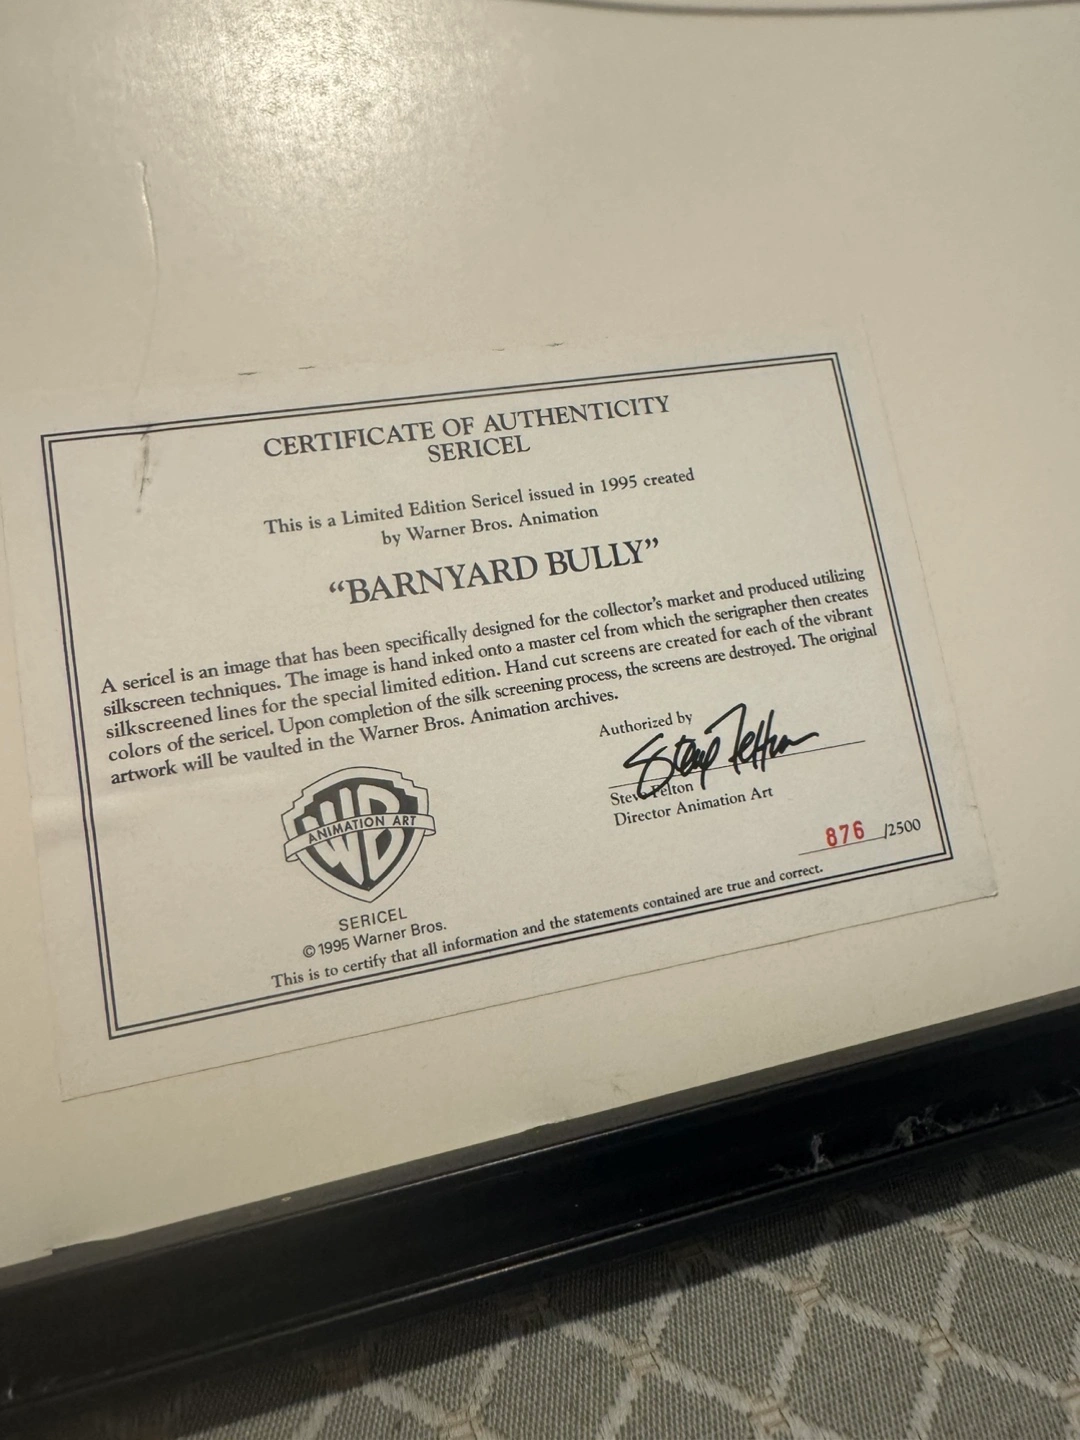 CERTIFICATE OF AUTHENTICITY
SERICEL
This is a Limited Edition Sericel issued in 1995 created
by Warner Bros. Animation
“BARNYARD BULLY”
A sericel is an image that has been specifically designed for the collector’s market and produced utilizing
silkscreen techniques. The image is hand inked onto a master cel from which the serigrapher then creates
silkscreened lines for the special limited edition. Hand cut screens are created for each of the vibrant
colors of the sericel. Upon completion of the silk screening process, the screens are destroyed. The original
artwork will be vaulted in the Warner Bros. Animation archives.
Authorized by
Steve Pelton
Steve Pelton
Director Animation Art
876 /2500
WB
ANIMATION ART
SERICEL
© 1995 Warner Bros.
This is to certify that all information and the statements contained are true and correct.